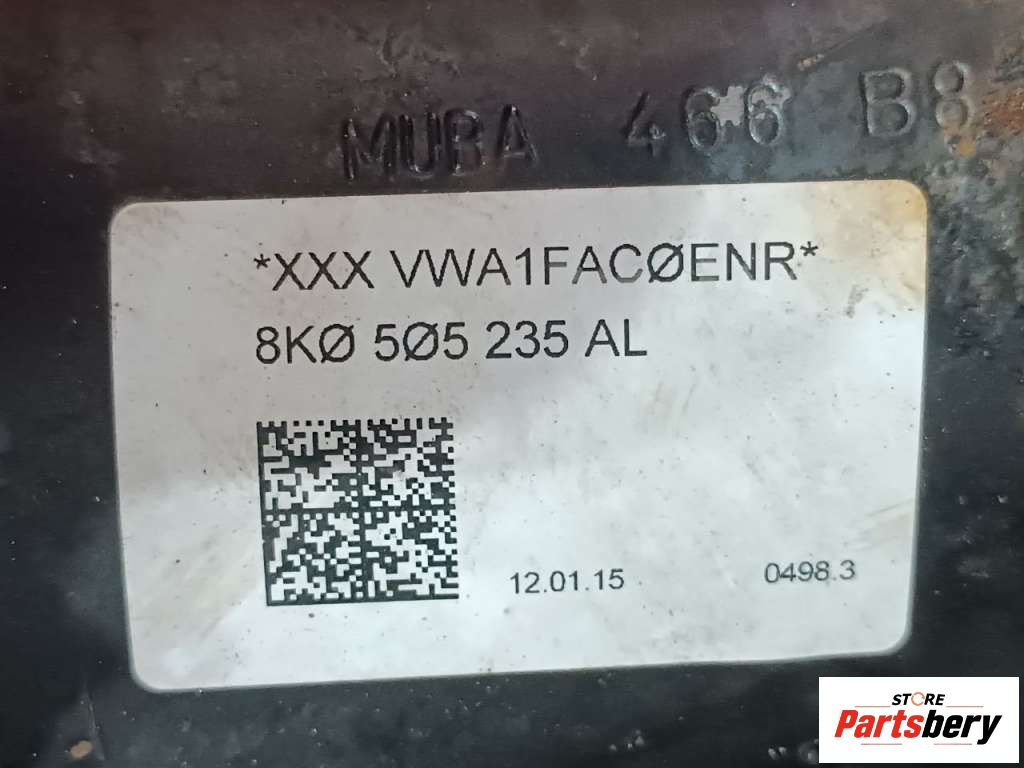 MUBA 466 B8
*XXX VWA1FACØENR*
8KØ 5Ø5 235 AL
12.01.15 0498.3
STORE
Partsbery